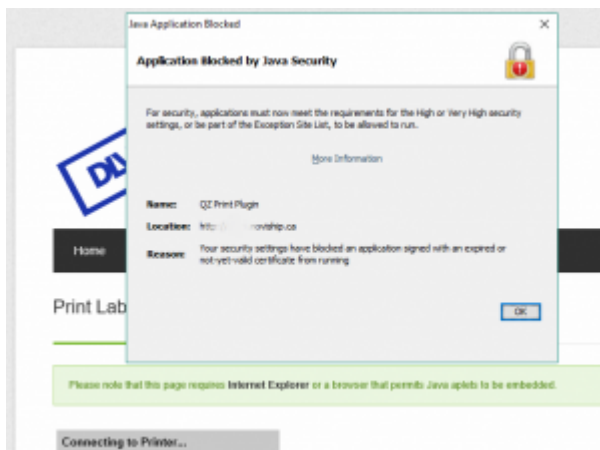 Java Application Blocked
Application Blocked by Java Security
For security, applications must now meet the requirements for the High or Very High security
settings, or be part of the Exception Site List, to be allowed to run.
More Information
Name: QZ Print Plugin
Location: http: roviship.ca
Reason: Your security settings have blocked an application signed with an expired or
not-yet-valid certificate from running
Home
OK
Print Lab
Please note that this page requires Internet Explorer or a browser that permits Java aplets to be embedded.
Connecting to Printer...